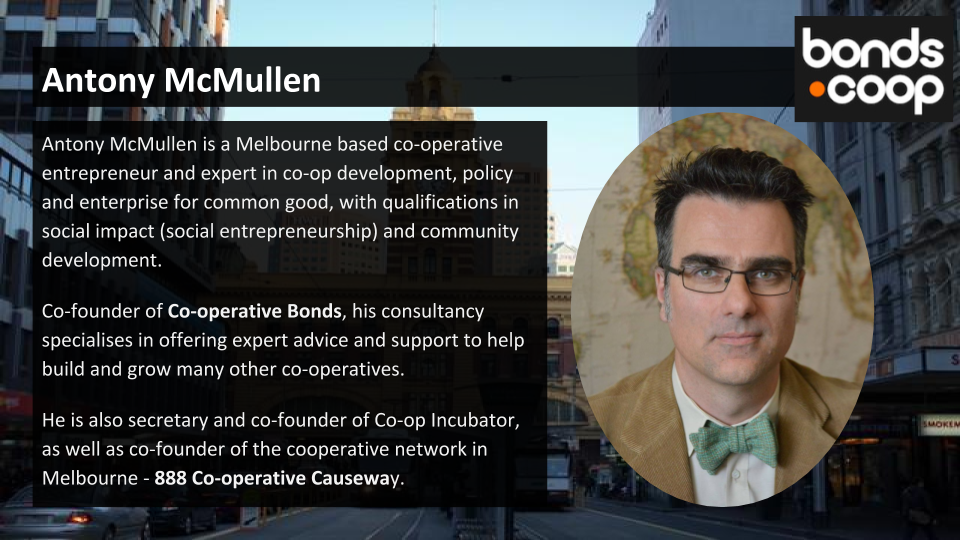 bonds
coop
Antony McMullen
Antony McMullen is a Melbourne based co-operative
entrepreneur and expert in co-op development, policy
and enterprise for common good, with qualifications in
social impact (social entrepreneurship) and community
development.
Co-founder of Co-operative Bonds, his consultancy
specialises in offering expert advice and support to help
build and grow many other co-operatives.
He is also secretary and co-founder of Co-op Incubator,
as well as co-founder of the cooperative network in
Melbourne - 888 Co-operative Causeway.